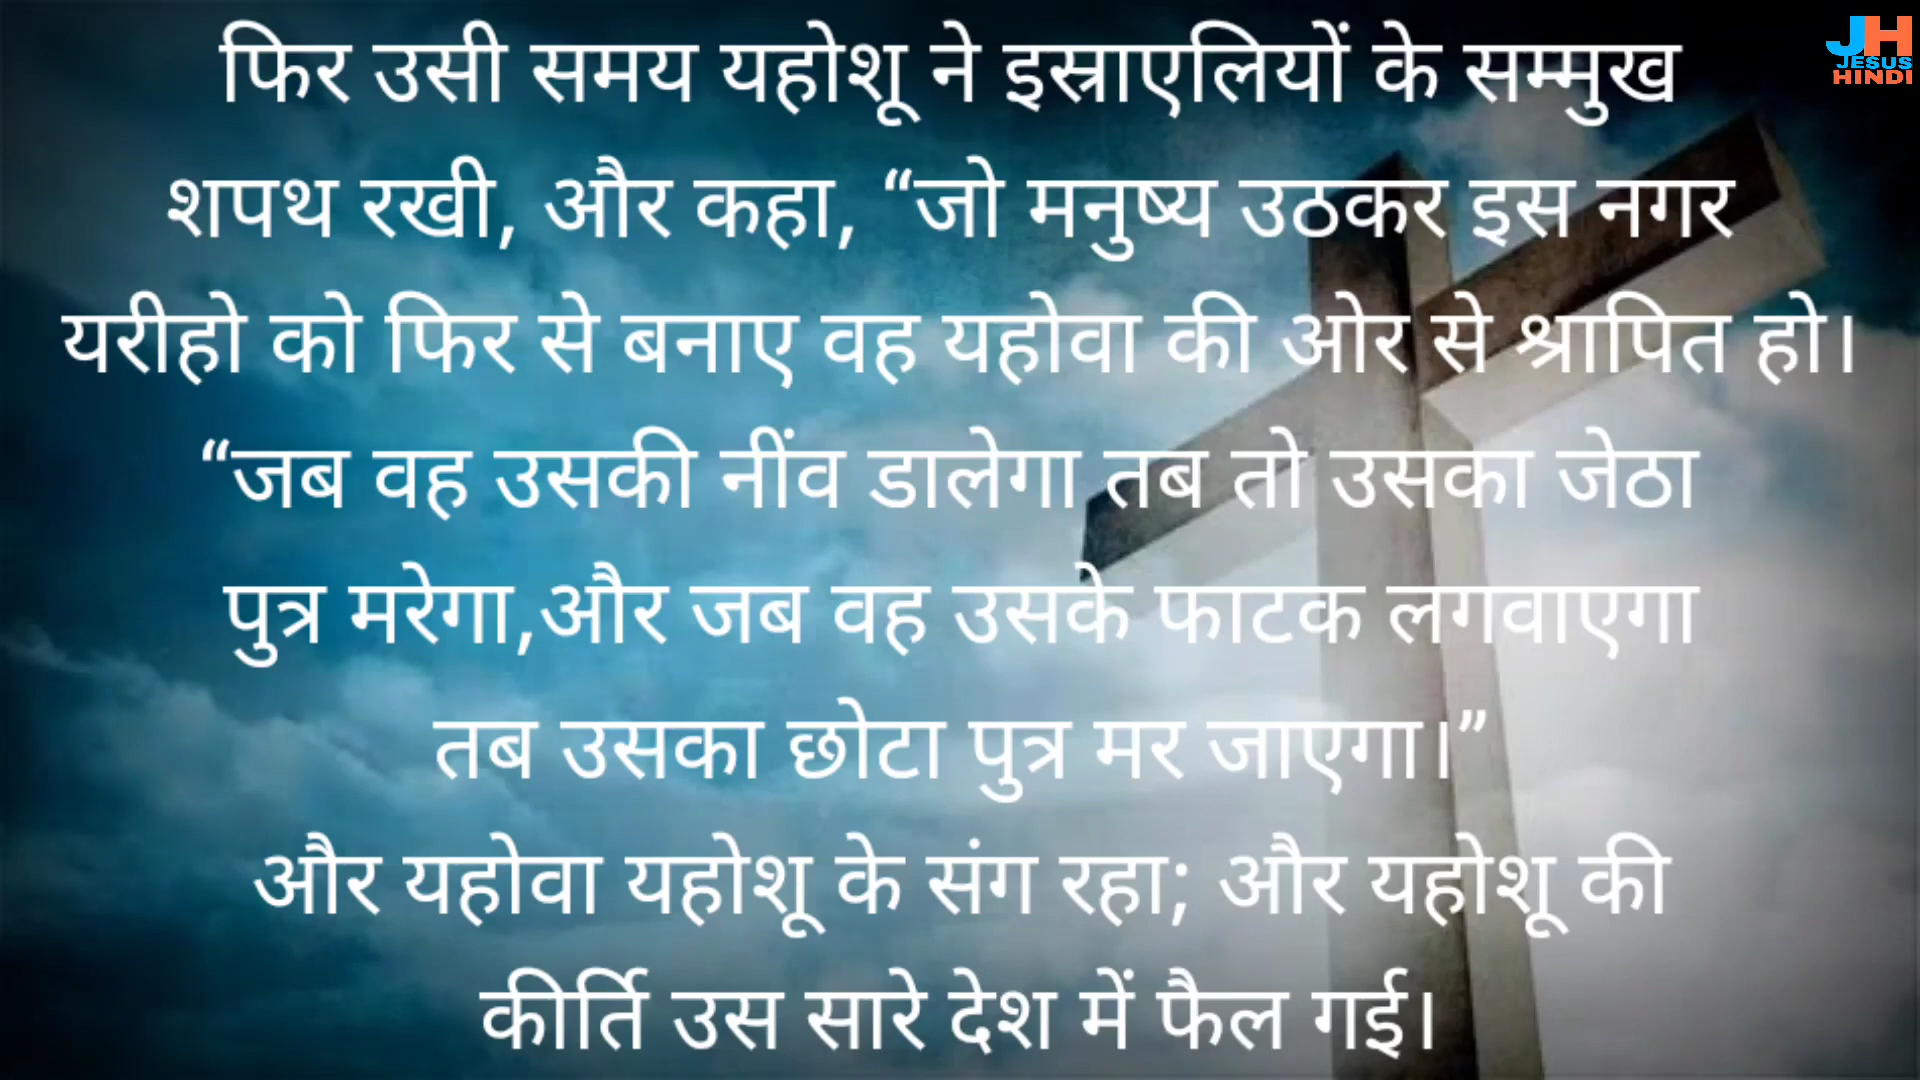 फिर उसी समय यहोशू ने इस्राएलियों के सम्मुख
शपथ रखी, और कहा, “जो मनुष्य उठकर इस नगर
यरीहो को फिर से बनाए वह यहोवा की ओर से श्रापित हो।
“जब वह उसकी नींव डालेगा तब तो उसका जेठा
पुत्र मरेगा,और जब वह उसके फाटक लगवाएगा
तब उसका छोटा पुत्र मर जाएगा।”
और यहोवा यहोशू के संग रहा; और यहोशू की
कीर्ति उस सारे देश में फैल गई।
JH
JESUS
HINDI